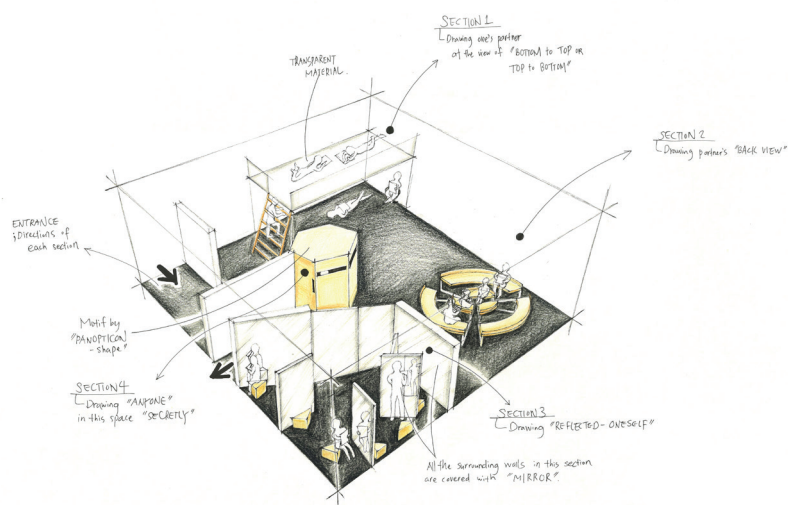 SECTION 1
Drawing one's partner
at the view of "BOTTOM to TOP or
TOP to BOTTOM"
TRANSPARENT
MATERIAL.
SECTION 2
Drawing partner's "BACK VIEW"
ENTRANCE
;Directions of
each section
Motif by
"PANOPTICON
-shape"
SECTION 4
Drawing "ANYONE"
in this space "SECRETLY"
SECTION 3
Drawing "REFLECTED-ONESELF"
All the surrounding walls in this section
are covered with "MIRROR".